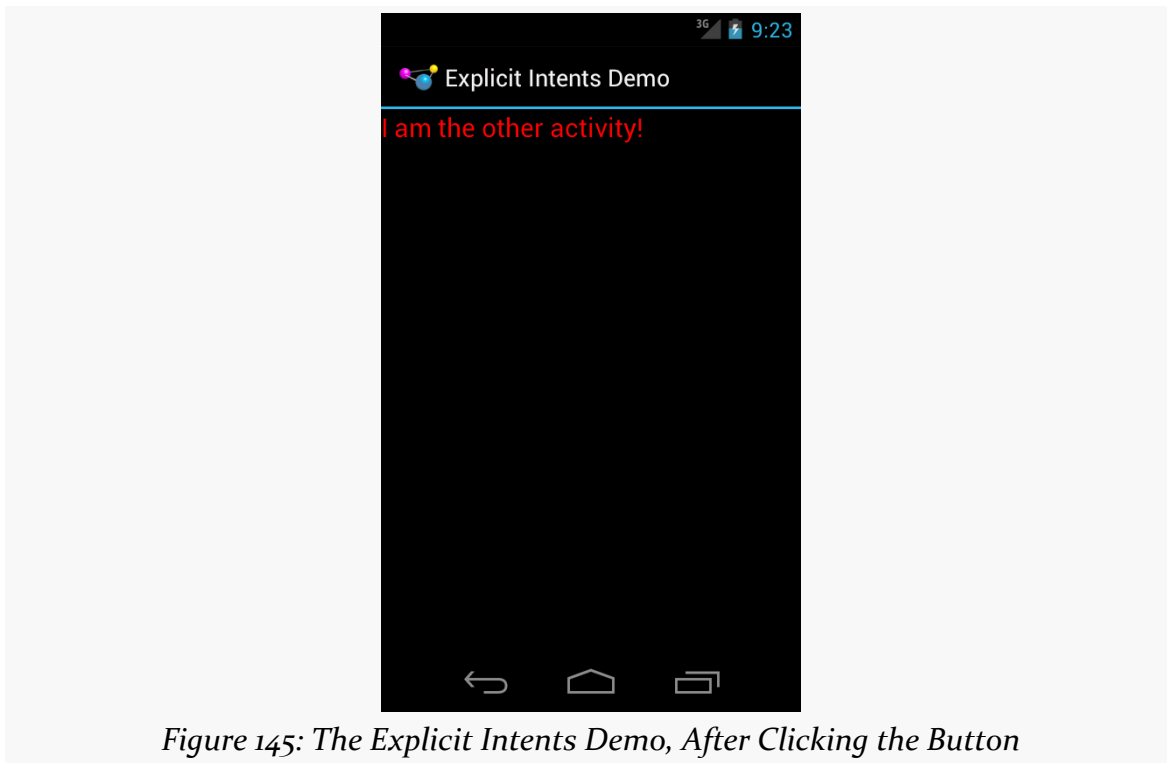 3G 9:23
Explicit Intents Demo
I am the other activity!
Figure 145: The Explicit Intents Demo, After Clicking the Button